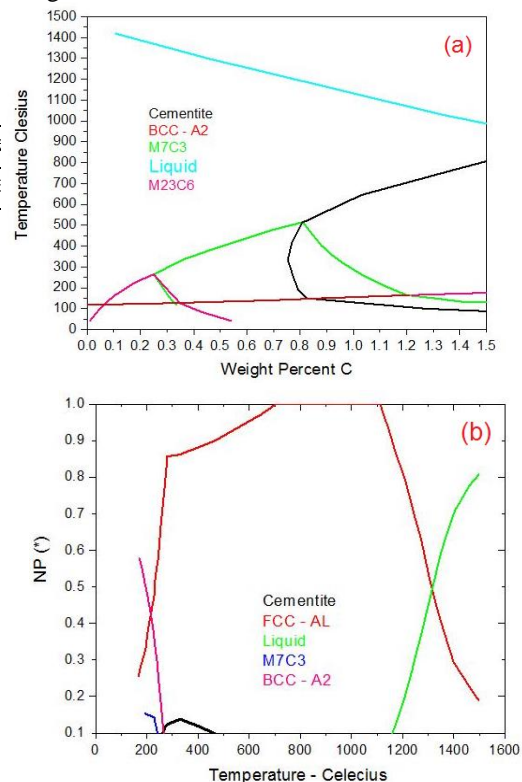 1500
(a)
1400
1300
1200
1100
1000
Cementite
900
BCC - A2
800
M7C3
700
Liquid
600
M23C6
500
400
300
200
100
0
Temperature Clesius
0.0 0.1 0.2 0.3 0.4 0.5 0.6 0.7 0.8 0.9 1.0 1.1 1.2 1.3 1.4 1.5
Weight Percent C
1.0
(b)
0.9
0.8
0.7
0.6
0.5
0.4
0.3
0.2
0.1
NP (*)
Cementite
FCC - AL
Liquid
M7C3
BCC - A2
0 200 400 600 800 1000 1200 1400 1600
Temperature - Celecius